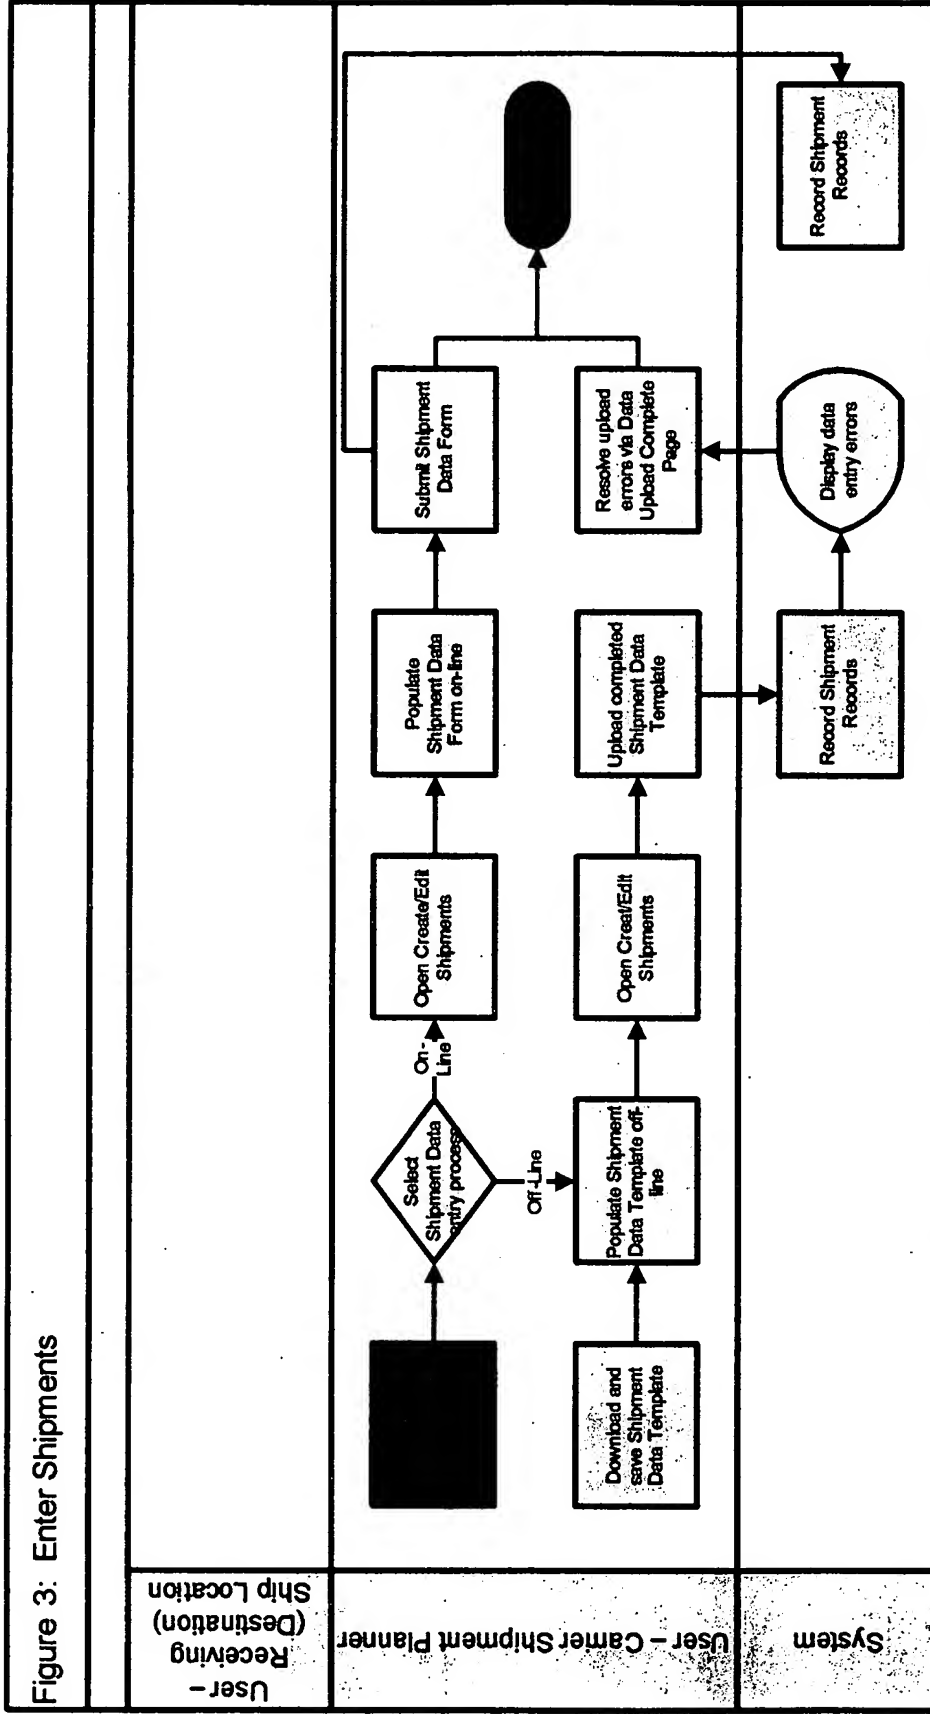 Figure 3: Enter Shipments
User –
Receiving
(Destination)
Ship Location
User – Carrier Shipment Planner
System
Select
Shipment Data
entry process
On -
Line
Off -Line
Open Create/Edit
Shipments
Populate
Shipment Data
Form on-line
Submit Shipment
Data Form
Download and
save Shipment
Data Template
Populate Shipment
Data Template off-
line
Open Creat/Edit
Shipments
Upload completed
Shipment Data
Template
Resolve upload
errors via Data
Upload Complete
Page
Record Shipment
Records
Display data
entry errors
Record Shipment
Records